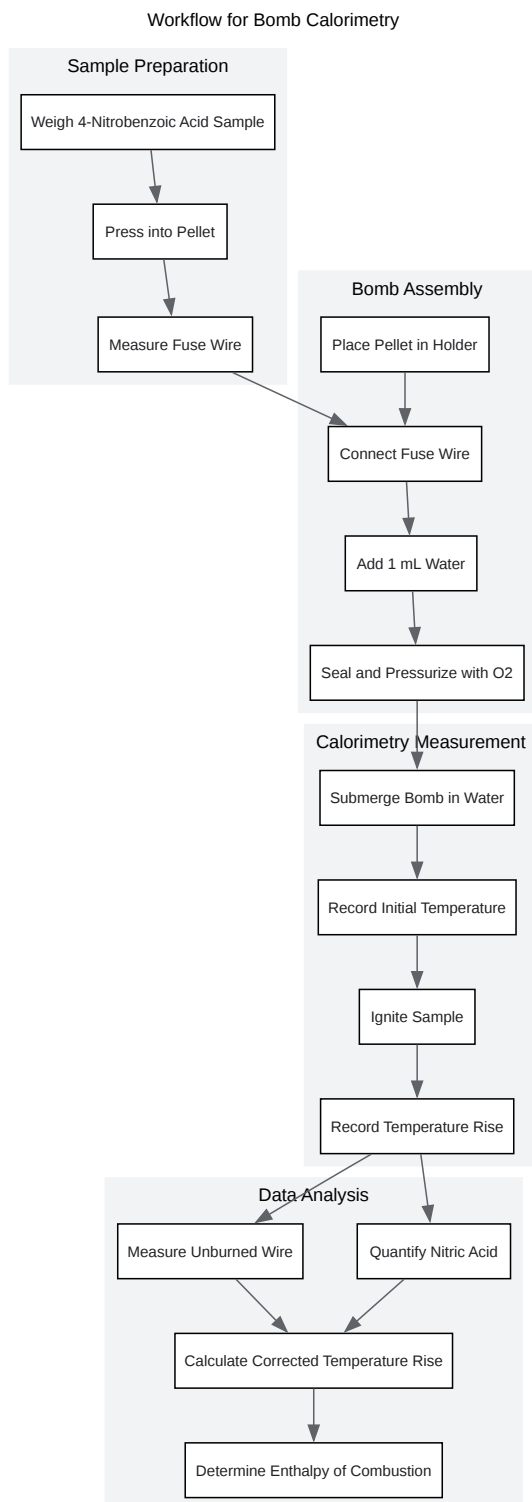 Workflow for Bomb Calorimetry
Sample Preparation
Weigh 4-Nitrobenzoic Acid Sample
Press into Pellet
Measure Fuse Wire
Bomb Assembly
Place Pellet in Holder
Connect Fuse Wire
Add 1 mL Water
Seal and Pressurize with O2
Calorimetry Measurement
Submerge Bomb in Water
Record Initial Temperature
Ignite Sample
Record Temperature Rise
Data Analysis
Measure Unburned Wire
Quantify Nitric Acid
Calculate Corrected Temperature Rise
Determine Enthalpy of Combustion